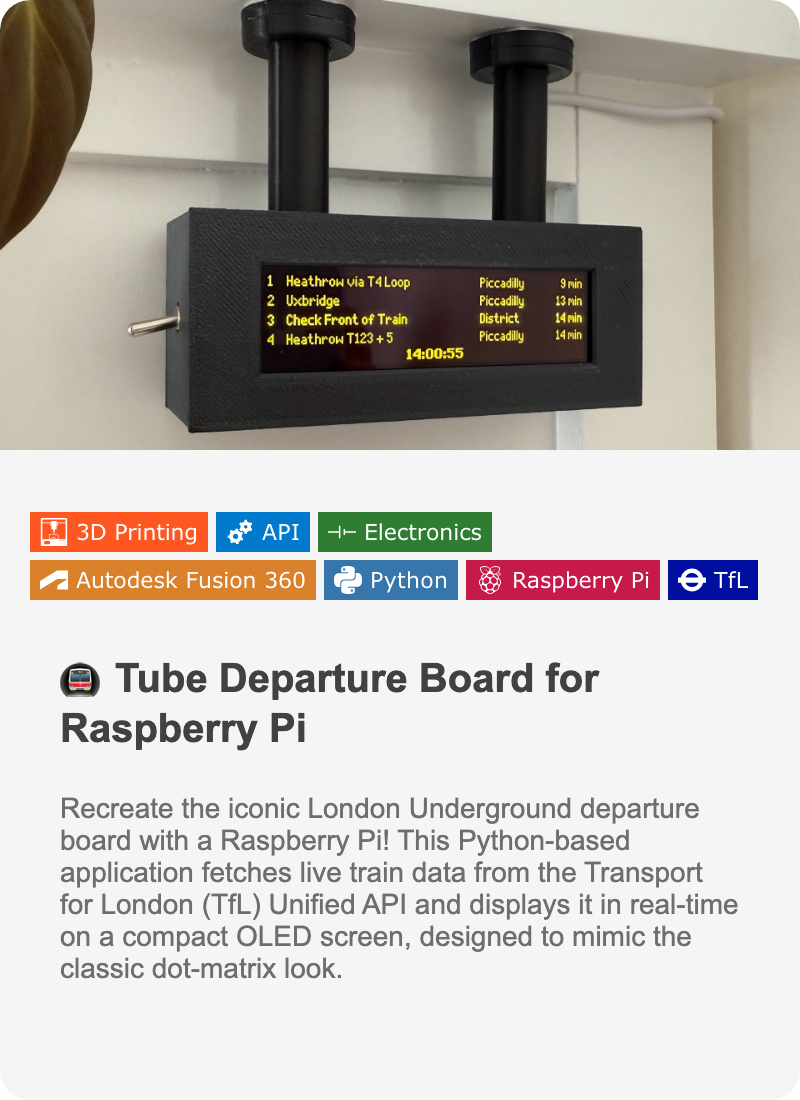 1 Heathrow via T4 Loop Piccadilly 9 min
2 Uxbridge Piccadilly 13 min
3 Check Front of Train District 14 min
4 Heathrow T123 + 5 Piccadilly 14 min
14:00:55
3D Printing API Electronics
Autodesk Fusion 360 Python Raspberry Pi TfL
Tube Departure Board for
Raspberry Pi
Recreate the iconic London Underground departure
board with a Raspberry Pi! This Python-based
application fetches live train data from the Transport
for London (TfL) Unified API and displays it in real-time
on a compact OLED screen, designed to mimic the
classic dot-matrix look.